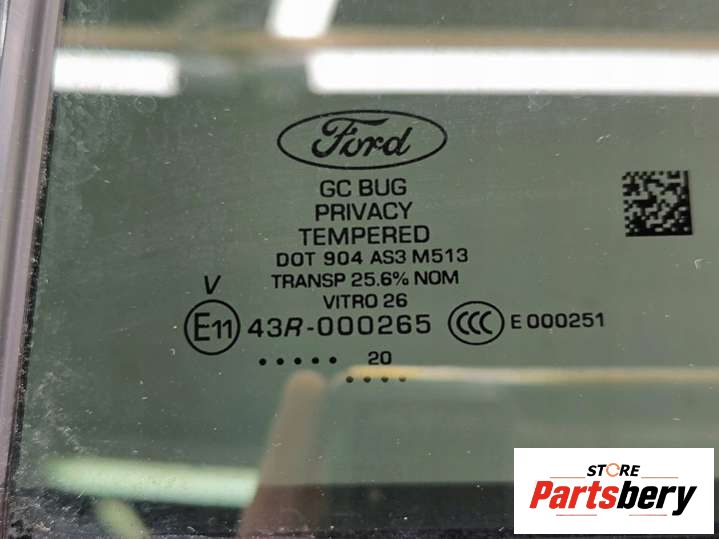 Ford
GC BUG
PRIVACY
TEMPERED
DOT 904 AS3 M513
TRANSP 25.6% NOM
VITRO 26
V
E11 43R-000265 CCC E 000251
..... 20
....
STORE
Partsbery